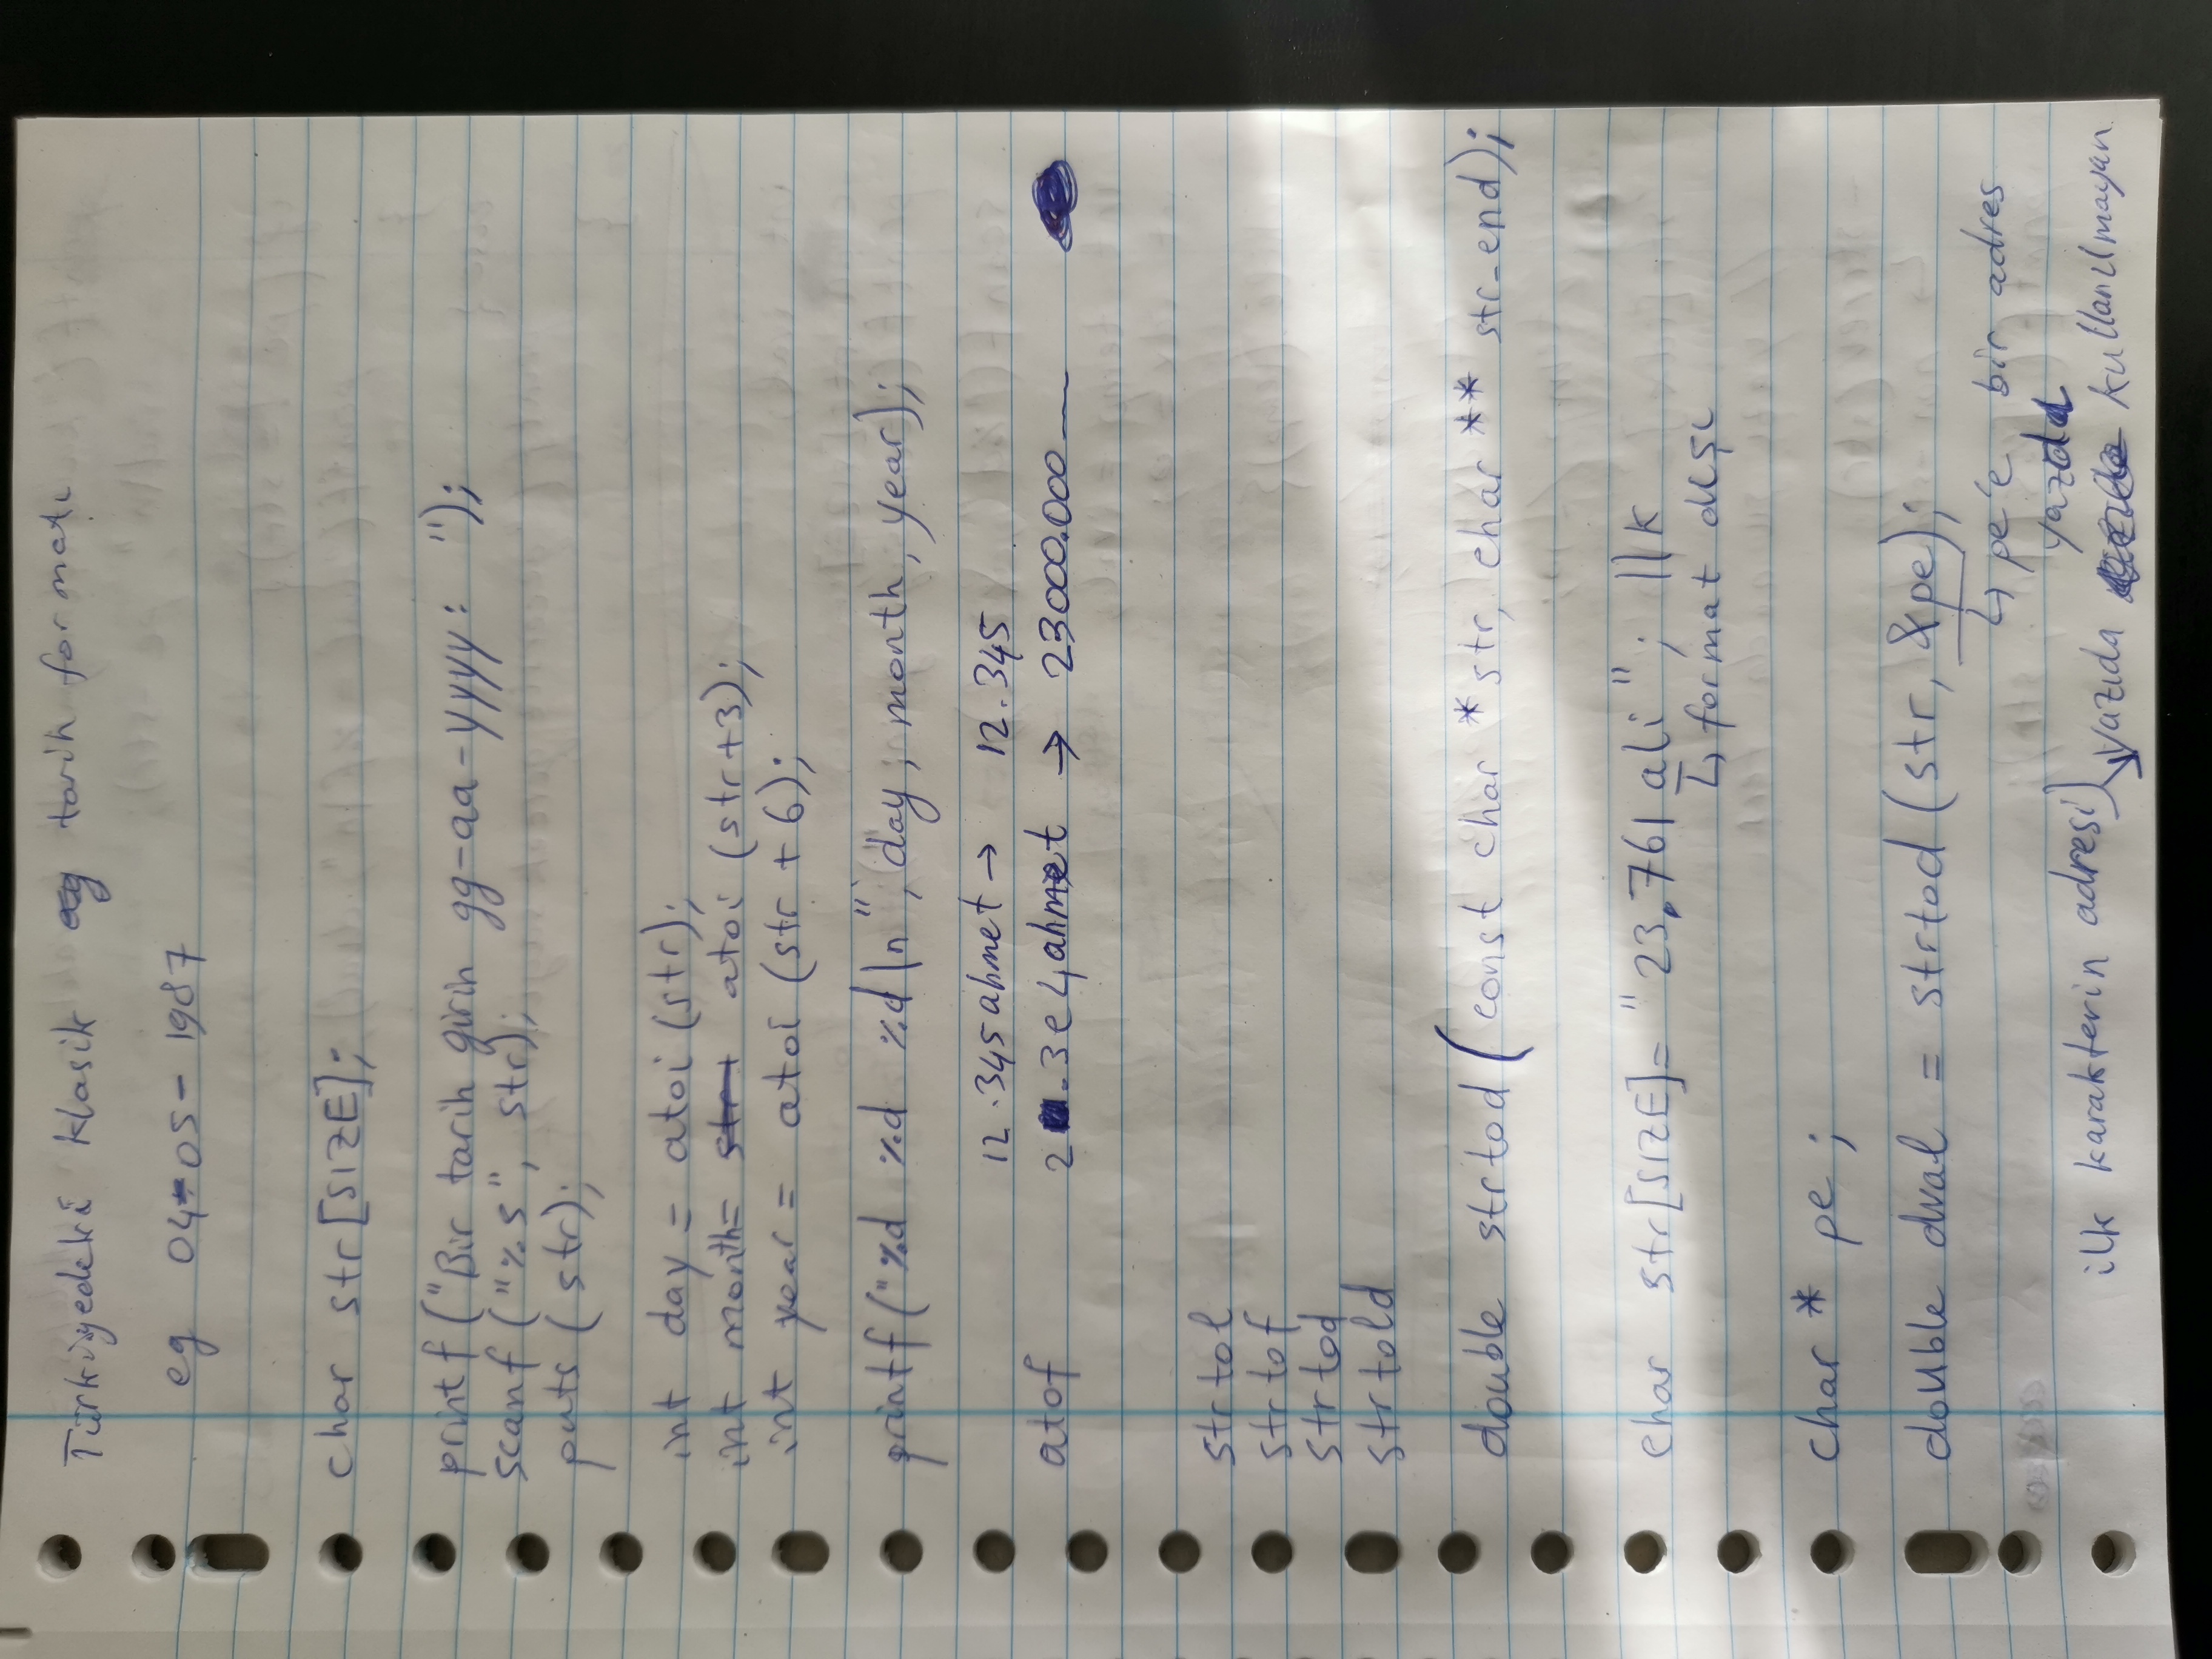 Türkiyedeki klasik tarih formatı
eg 04-05-1987
char str[SIZE];
printf("Bir tarih girin gg-aa-yyyy: ");
scanf("%s", str);
puts(str);
int day = atoi(str);
int month= atoi(str+3);
int year = atoi(str + 6);
printf("%d %d %d\n", day, month, year);
12.345ahmet → 12.345
atof 2.3e4ahmet → 23000.000
strtol
strtof
strtod
strtold
double strtod(const char *str, char ** str_end);
char str[SIZE]= "23.761ali"; ||k
↳ format dışı
char * pe;
double dval = strtod(str, &pe);
↳ pe'e bir adres
yazdı
ilk karakterin adresi yazıda kullanılmayan